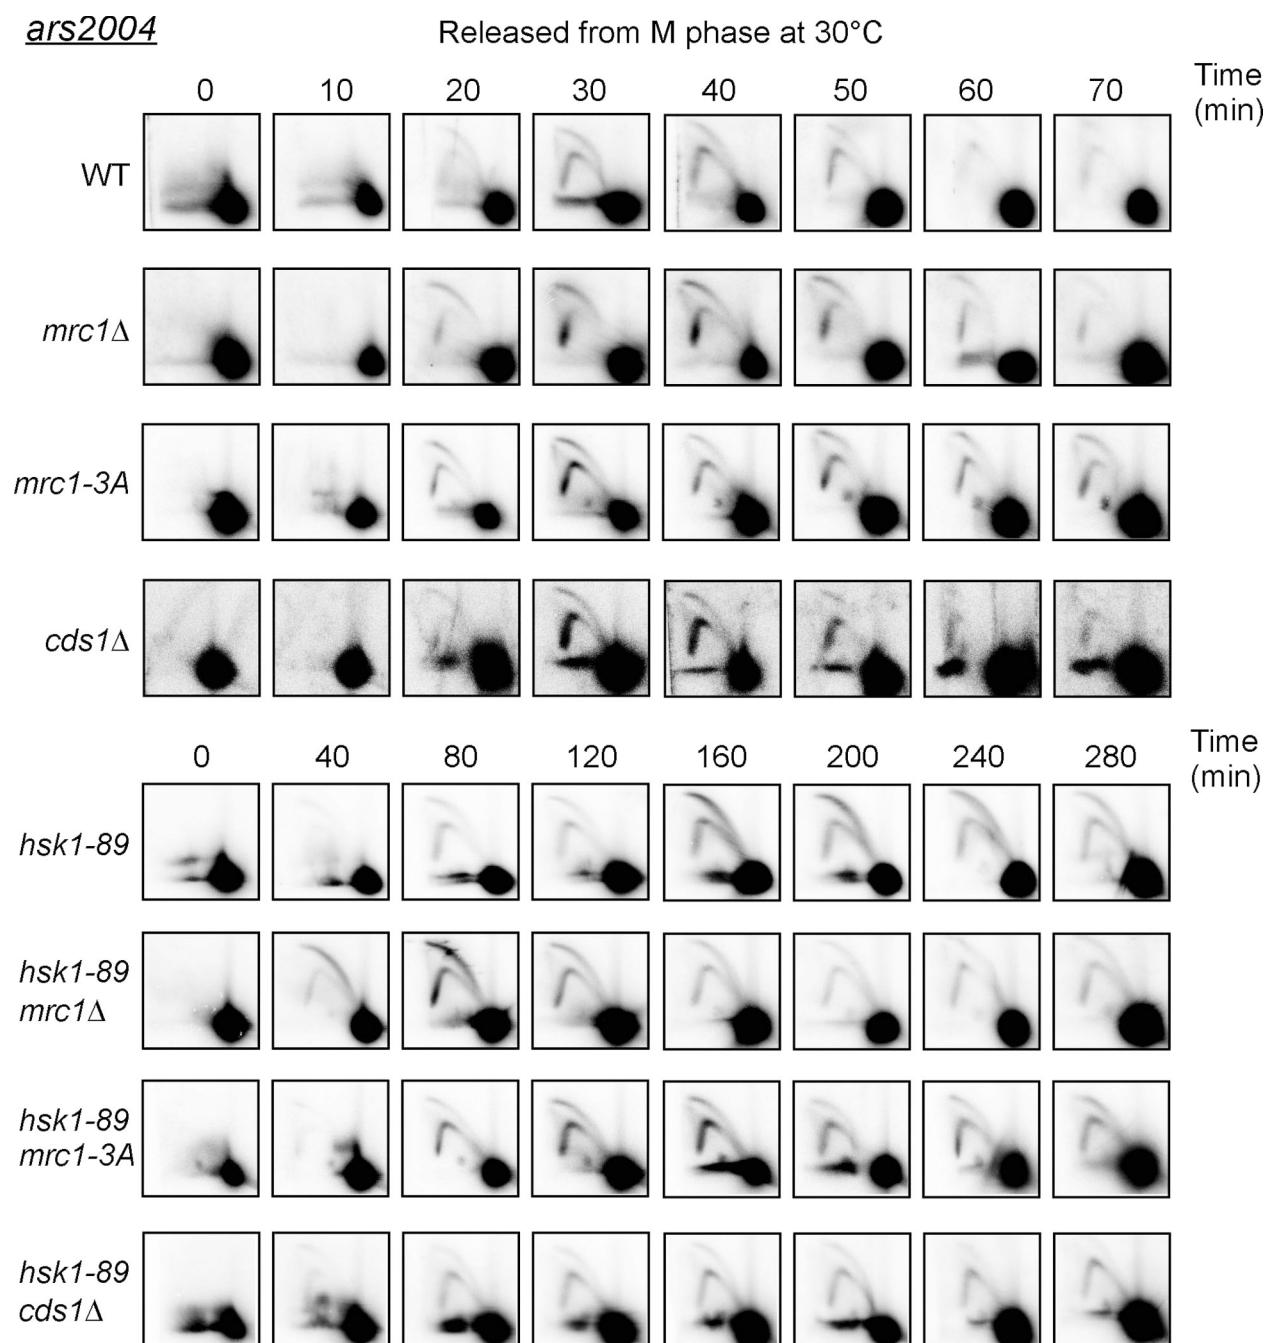 ars2004 Released from M phase at 30°C
0 10 20 30 40 50 60 70 Time (min)
WT
mrc1Δ
mrc1-3A
cds1Δ
0 40 80 120 160 200 240 280 Time (min)
hsk1-89
hsk1-89
mrc1Δ
hsk1-89
mrc1-3A
hsk1-89
cds1Δ